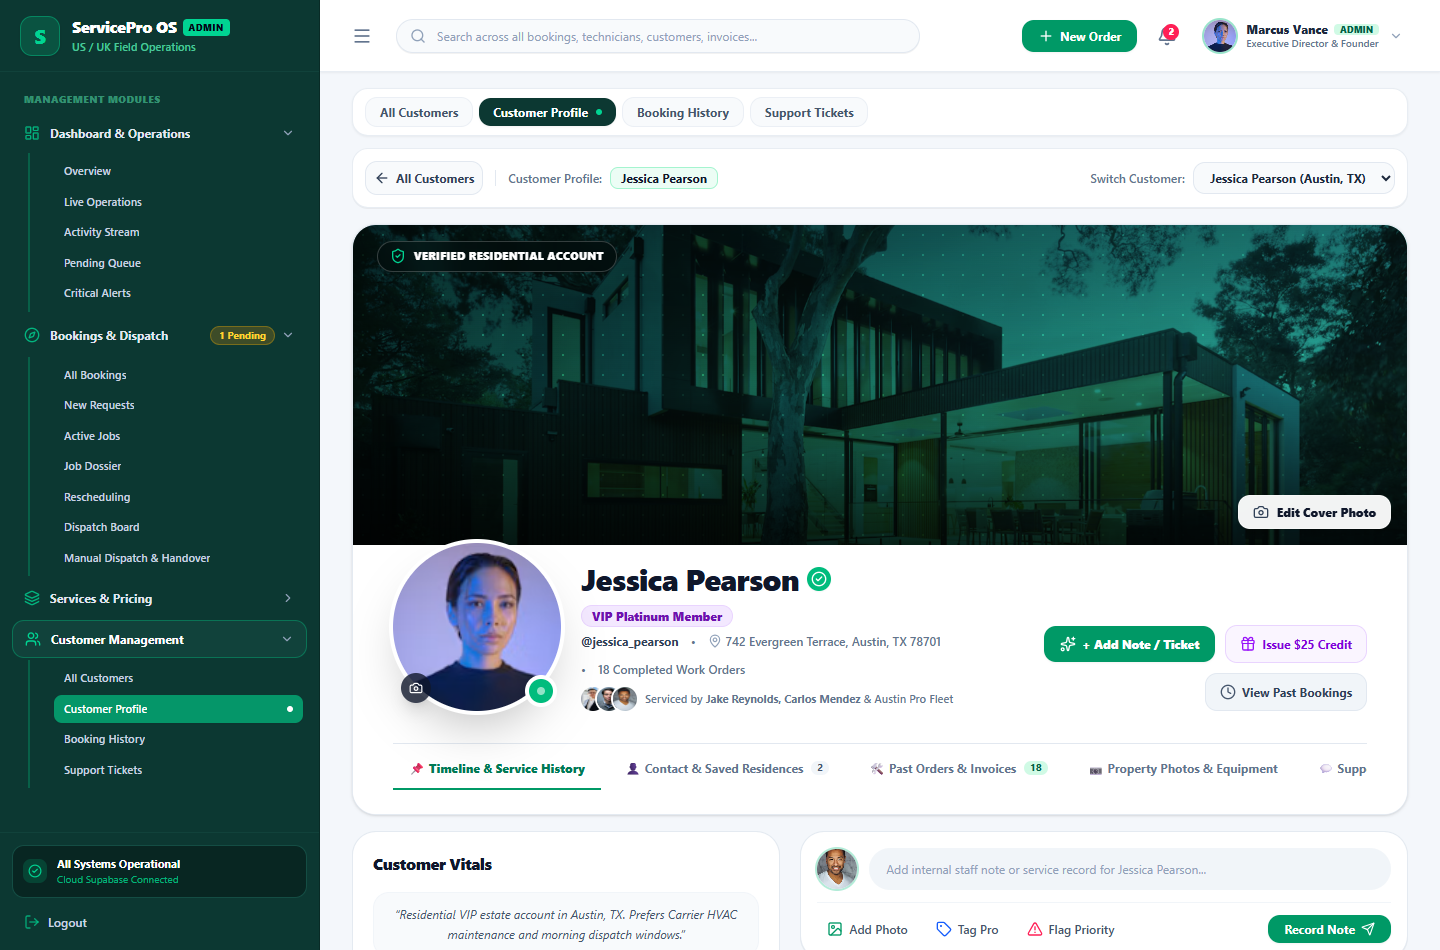 S
ServicePro OS ADMIN
US / UK Field Operations
MANAGEMENT MODULES
Dashboard & Operations
Overview
Live Operations
Activity Stream
Pending Queue
Critical Alerts
Bookings & Dispatch 1 Pending
All Bookings
New Requests
Active Jobs
Job Dossier
Rescheduling
Dispatch Board
Manual Dispatch & Handover
Services & Pricing
Customer Management
All Customers
Customer Profile
Booking History
Support Tickets
All Systems Operational
Cloud Supabase Connected
Logout
Search across all bookings, technicians, customers, invoices...
New Order
2
Marcus Vance ADMIN
Executive Director & Founder
All Customers Customer Profile Booking History Support Tickets
All Customers Customer Profile: Jessica Pearson Switch Customer: Jessica Pearson (Austin, TX)
VERIFIED RESIDENTIAL ACCOUNT
Edit Cover Photo
Jessica Pearson
VIP Platinum Member
@jessica_pearson • 742 Evergreen Terrace, Austin, TX 78701
• 18 Completed Work Orders
Serviced by Jake Reynolds, Carlos Mendez & Austin Pro Fleet
+ Add Note / Ticket Issue $25 Credit
View Past Bookings
Timeline & Service History Contact & Saved Residences 2 Past Orders & Invoices 18 Property Photos & Equipment Supp
Customer Vitals
"Residential VIP estate account in Austin, TX. Prefers Carrier HVAC
maintenance and morning dispatch windows."
Add internal staff note or service record for Jessica Pearson...
Add Photo Tag Pro Flag Priority Record Note